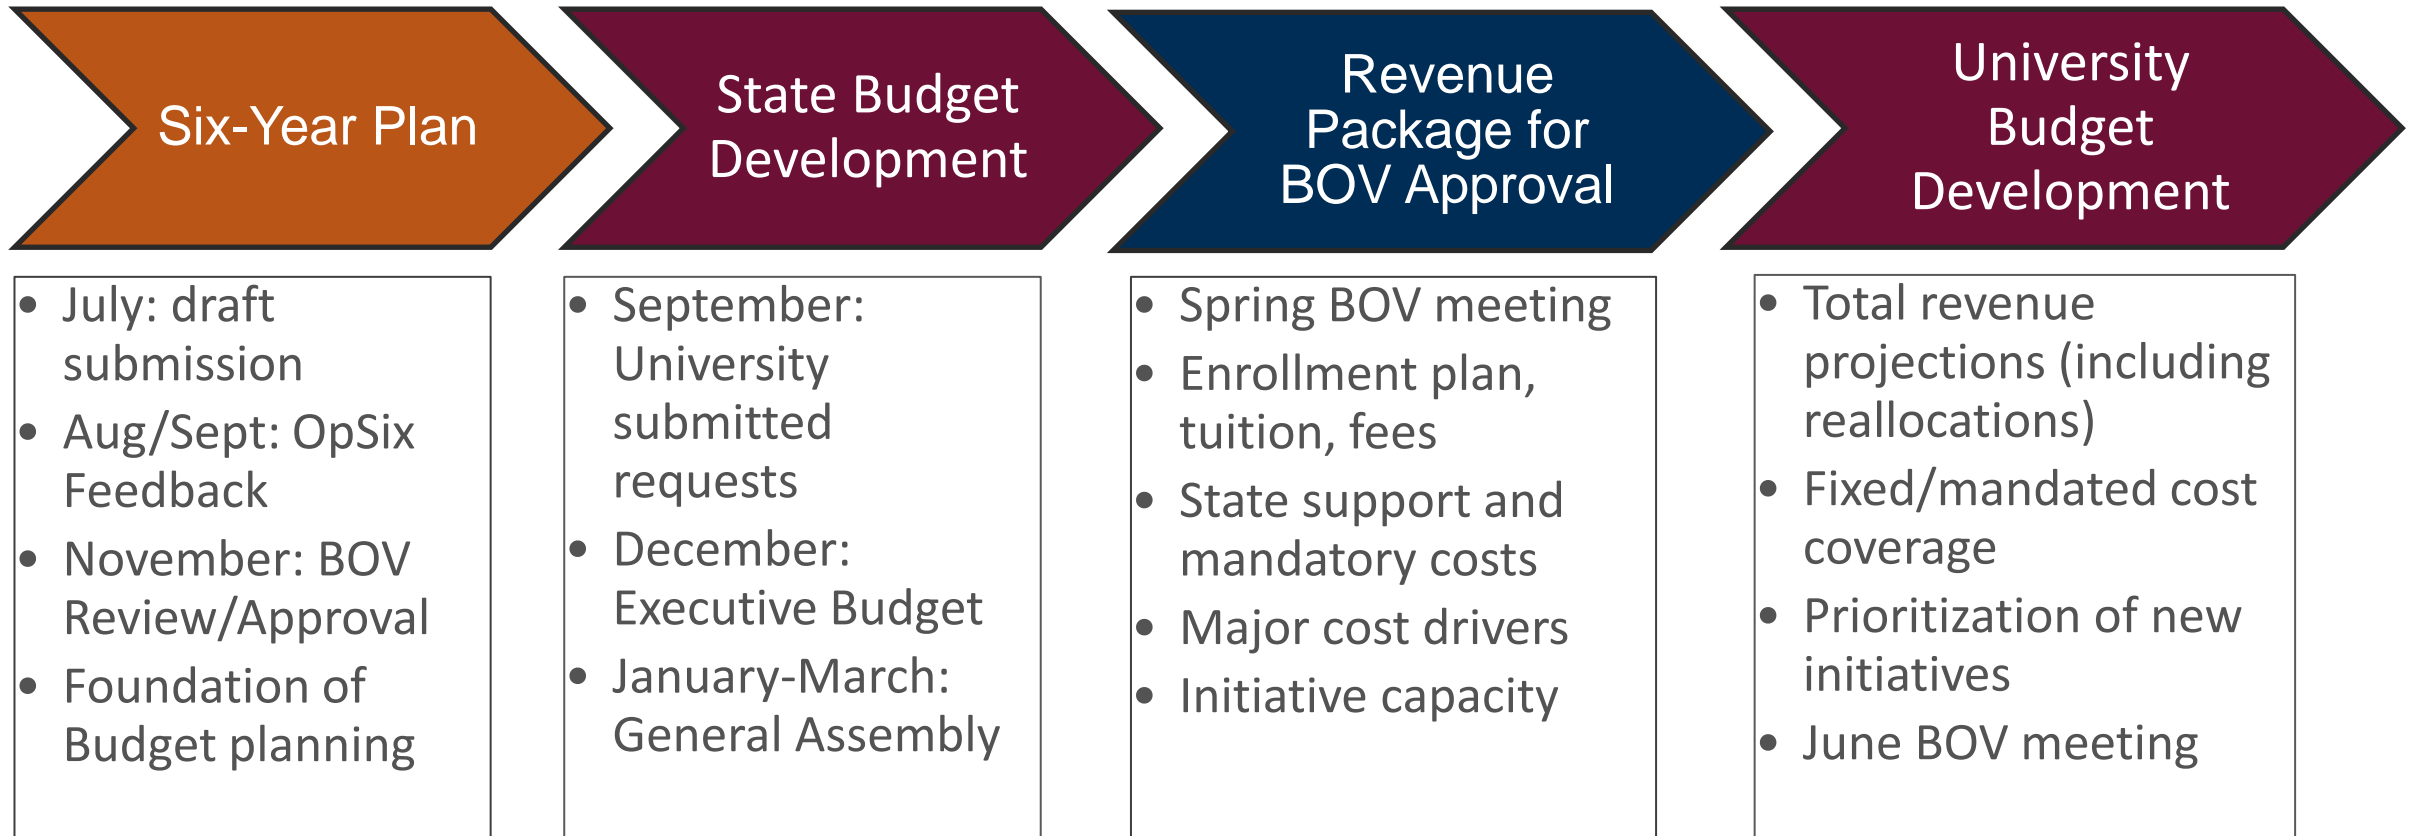 Six-Year Plan
• July: draft
submission
• Aug/Sept: OpSix
Feedback
• November: BOV
Review/Approval
• Foundation of
Budget planning
State Budget
Development
• September:
University
submitted
requests
• December:
Executive Budget
• January-March:
General Assembly
Revenue
Package for
BOV Approval
• Spring BOV meeting
• Enrollment plan,
tuition, fees
• State support and
mandatory costs
• Major cost drivers
• Initiative capacity
University
Budget
Development
• Total revenue
projections (including
reallocations)
• Fixed/mandated cost
coverage
• Prioritization of new
initiatives
• June BOV meeting